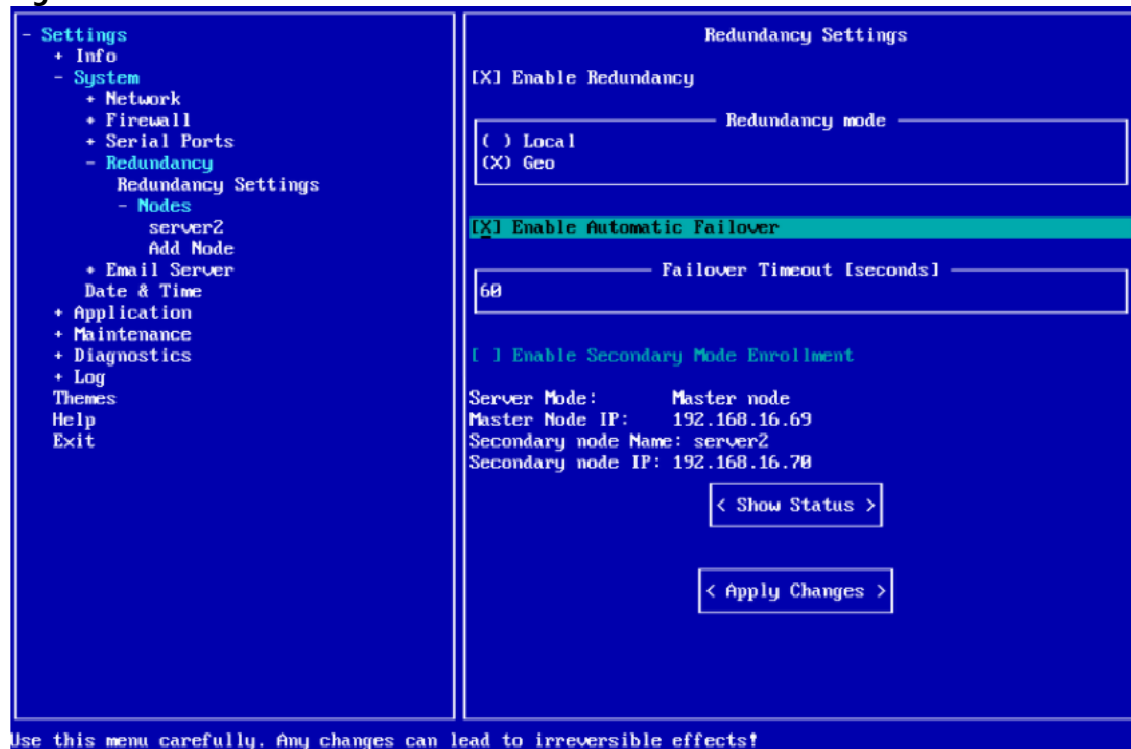 - Settings
+ Info
- System
+ Network
+ Firewall
+ Serial Ports
- Redundancy
Redundancy Settings
- Nodes
server2
Add Node
+ Email Server
Date & Time
+ Application
+ Maintenance
+ Diagnostics
+ Log
Themes
Help
Exit
Redundancy Settings
[X] Enable Redundancy
Redundancy mode
( ) Local
(X) Geo
[X] Enable Automatic Failover
Failover Timeout [seconds]
60
[ ] Enable Secondary Mode Enrollment
Server Mode: Master node
Master Node IP: 192.168.16.69
Secondary node Name: server2
Secondary node IP: 192.168.16.70
< Show Status >
< Apply Changes >
Use this menu carefully. Any changes can lead to irreversible effects!